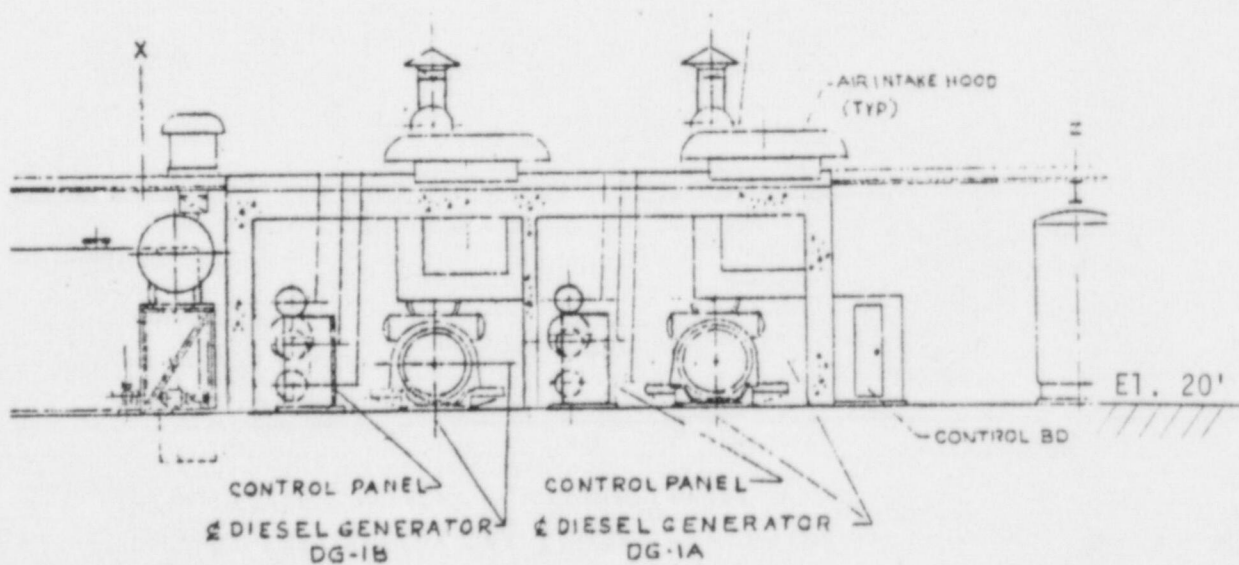 X
AIR INTAKE HOOD
(TYP)
El. 20'
CONTROL BD
CONTROL PANEL
CONTROL PANEL
℄ DIESEL GENERATOR
DG-1B
℄ DIESEL GENERATOR
DG-1A